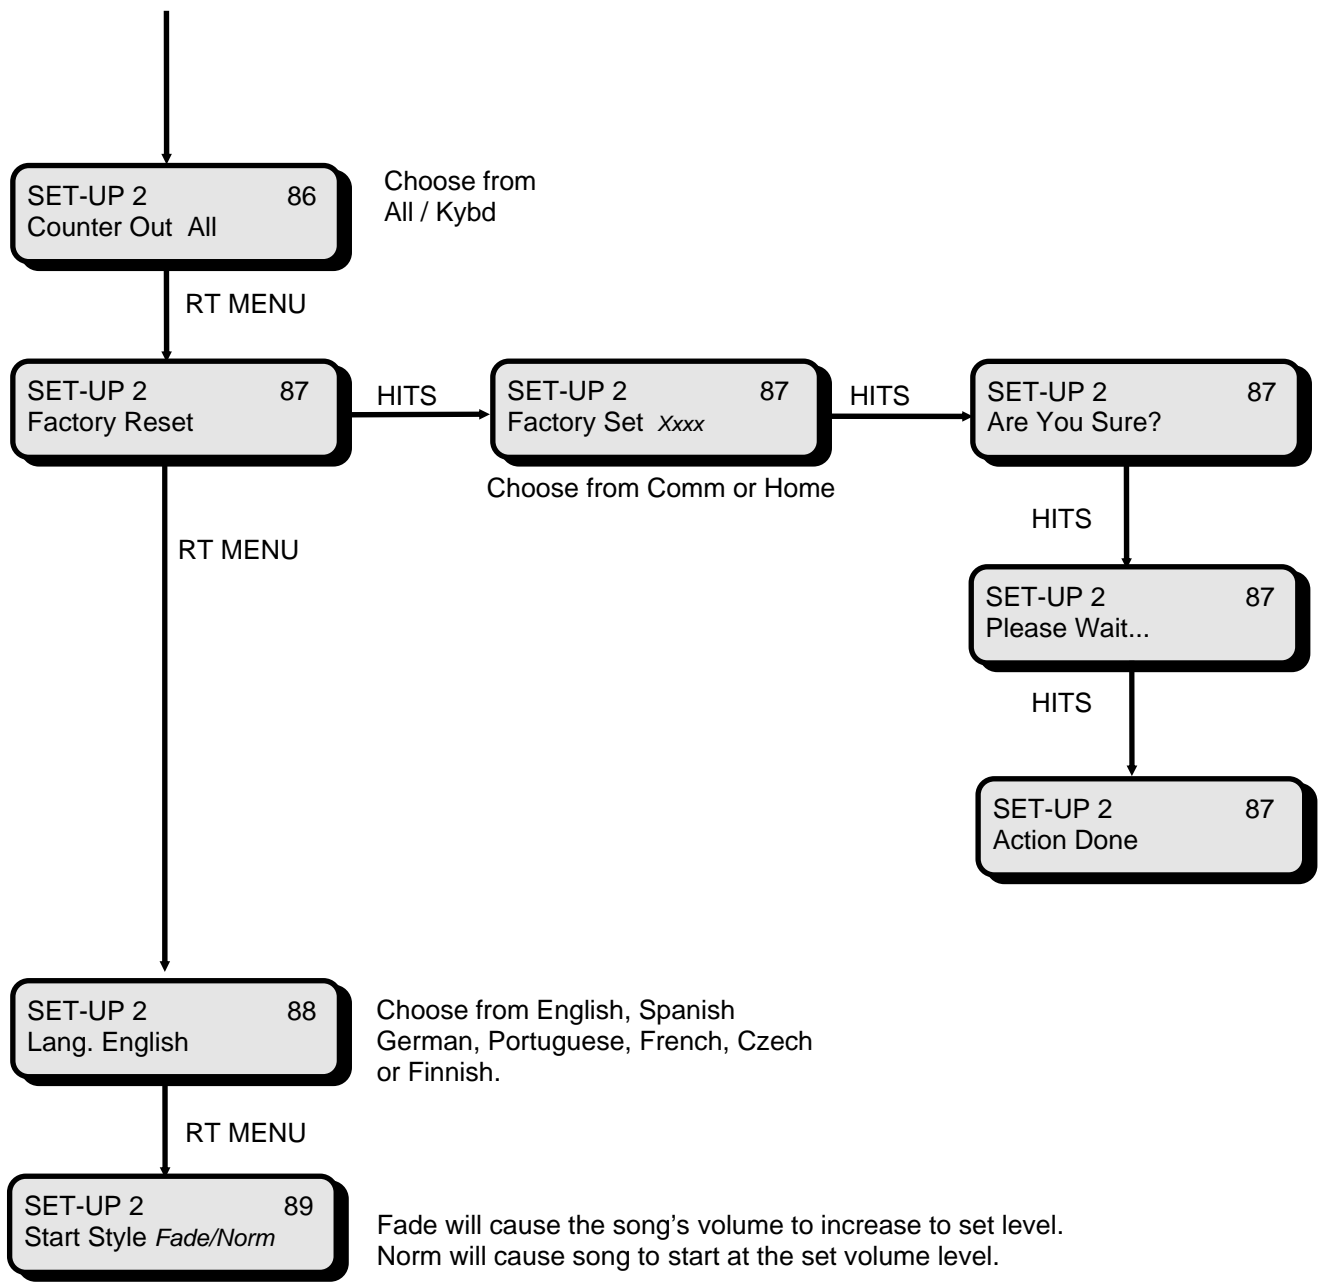 SET-UP 2 86
Counter Out All
Choose from
All / Kybd
RT MENU
SET-UP 2 87
Factory Reset
HITS
SET-UP 2 87
Factory Set Xxxx
Choose from Comm or Home
HITS
SET-UP 2 87
Are You Sure?
HITS
SET-UP 2 87
Please Wait...
HITS
SET-UP 2 87
Action Done
RT MENU
SET-UP 2 88
Lang. English
Choose from English, Spanish
German, Portuguese, French, Czech
or Finnish.
RT MENU
SET-UP 2 89
Start Style Fade/Norm
Fade will cause the song's volume to increase to set level.
Norm will cause song to start at the set volume level.